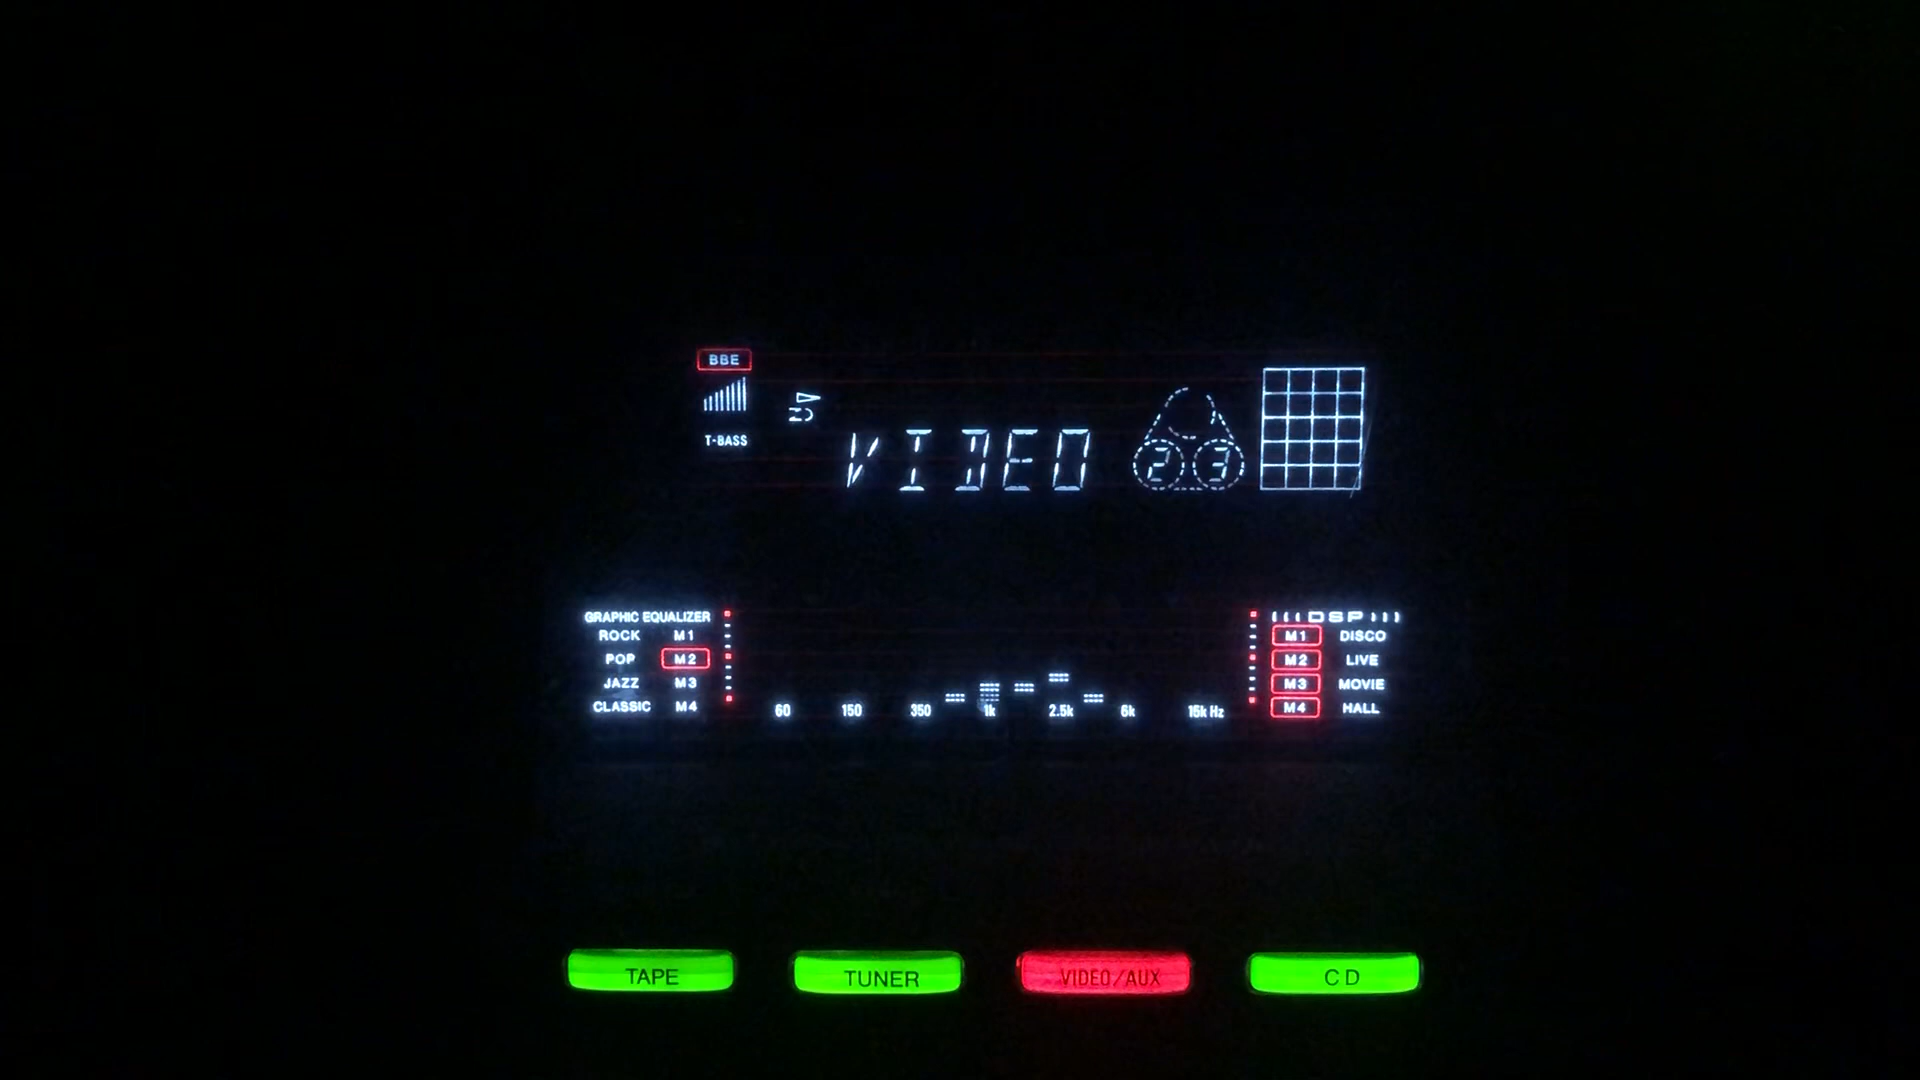 BBE
T-BASS
VIDEO
2 3
GRAPHIC EQUALIZER
ROCK M1
POP M2
JAZZ M3
CLASSIC M4
60 150 350 1k 2.5k 6k 15k Hz
DSP
M1 DISCO
M2 LIVE
M3 MOVIE
M4 HALL
TAPE TUNER VIDEO/AUX CD